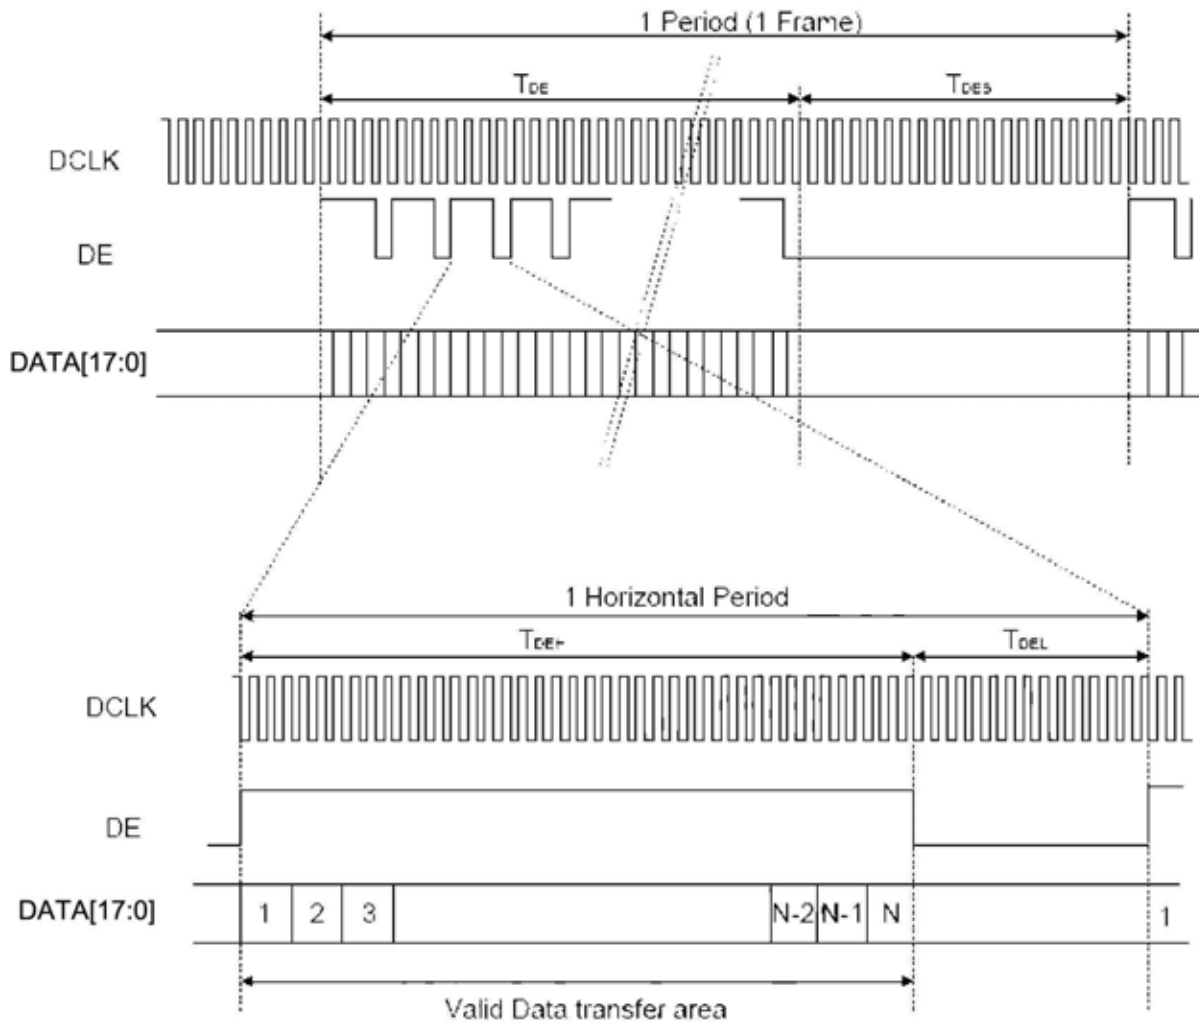 1 Period (1 Frame)
TDE
TDES
DCLK
DE
DATA[17:0]
1 Horizontal Period
TDEH
TDEL
DCLK
DE
DATA[17:0]
1 2 3 N-2 N-1 N 1
Valid Data transfer area